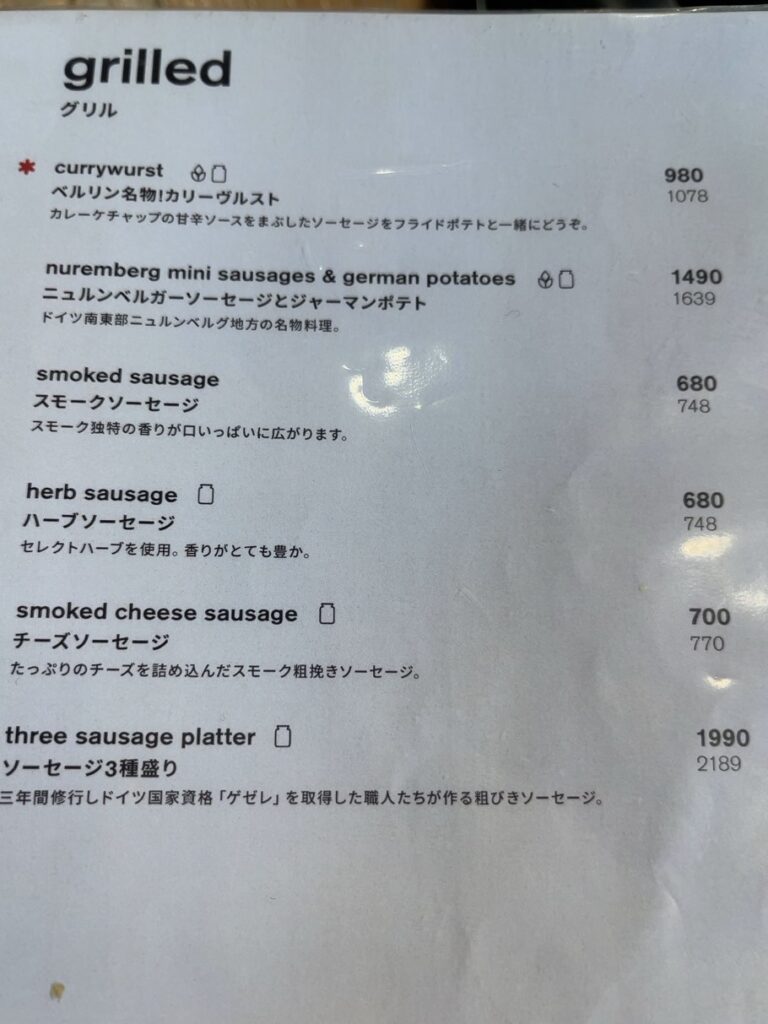 grilled
グリル
* currywurst 980
ベルリン名物!カリーヴルスト 1078
カレーケチャップの甘辛ソースをまぶしたソーセージをフライドポテトと一緒にどうぞ。
nuremberg mini sausages & german potatoes 1490
ニュルンベルガーソーセージとジャーマンポテト 1639
ドイツ南東部ニュルンベルグ地方の名物料理。
smoked sausage 680
スモークソーセージ 748
スモーク独特の香りが口いっぱいに広がります。
herb sausage 680
ハーブソーセージ 748
セレクトハーブを使用。香りがとても豊か。
smoked cheese sausage 700
チーズソーセージ 770
たっぷりのチーズを詰め込んだスモーク粗挽きソーセージ。
three sausage platter 1990
ソーセージ3種盛り 2189
三年間修行しドイツ国家資格「ゲゼレ」を取得した職人たちが作る粗びきソーセージ。